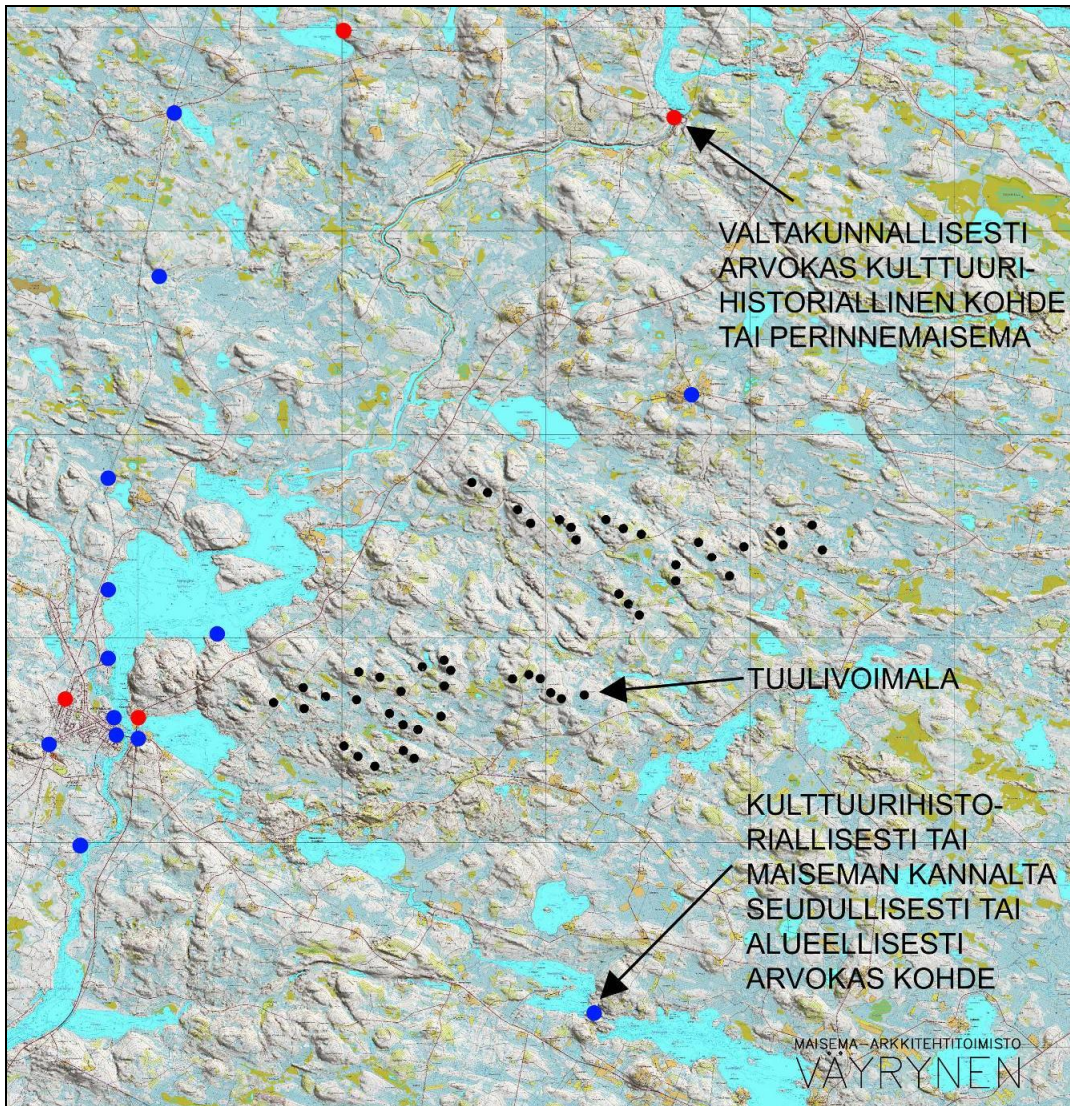 VALTAKUNNALLISESTI
ARVOKAS KULTTUURI-
HISTORIALLINEN KOHDE
TAI PERINNEMAISEMA
TUULIVOIMALA
KULTTUURIHISTO-
RIALLISESTI TAI
MAISEMAN KANNALTA
SEUDULLISESTI TAI
ALUEELLISESTI
ARVOKAS KOHDE
MAISEMA-ARKKITEHTITOIMISTO
VÄYRYNEN